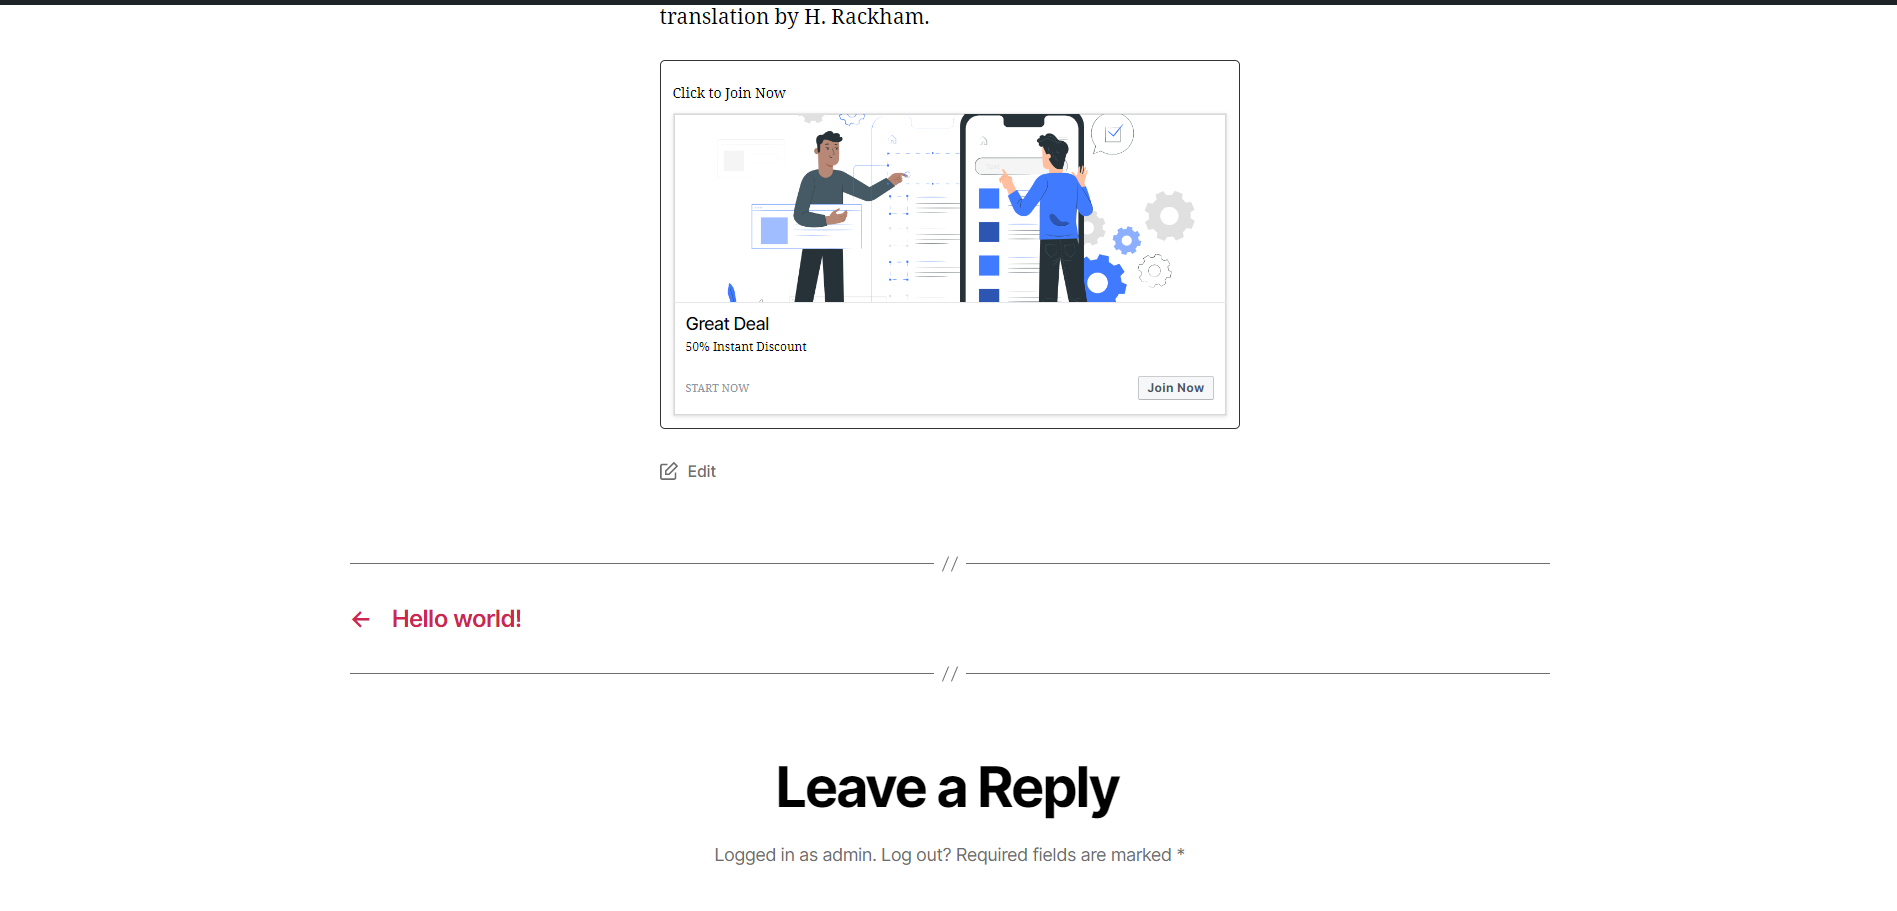 translation by H. Rackham.
Click to Join Now
Great Deal
50% Instant Discount
START NOW
Join Now
Edit
//
← Hello world!
//
Leave a Reply
Logged in as admin. Log out? Required fields are marked *